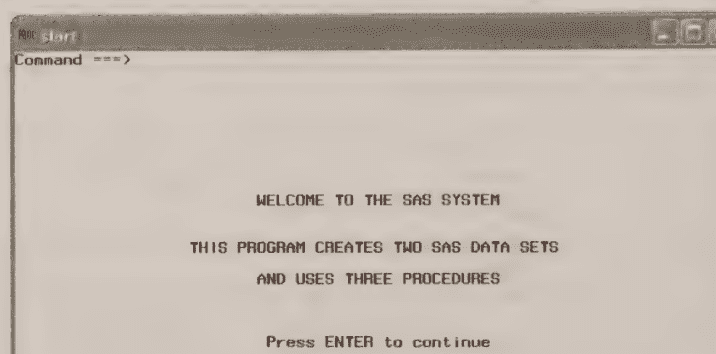 start
Command ===>
WELCOME TO THE SAS SYSTEM
THIS PROGRAM CREATES TWO SAS DATA SETS
AND USES THREE PROCEDURES
Press ENTER to continue